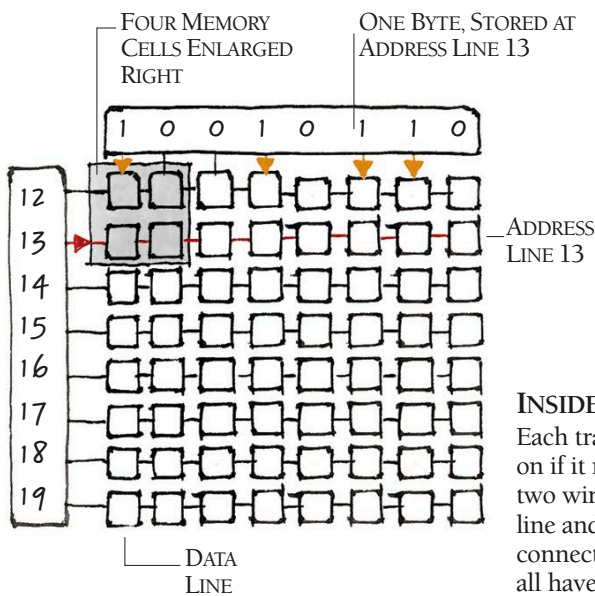 FOUR MEMORY
CELLS ENLARGED
RIGHT
ONE BYTE, STORED AT
ADDRESS LINE 13
1 0 0 1 0 1 1 0
12
13
14
15
16
17
18
19
ADDRESS
LINE 13
DATA
LINE
INSIDE
Each tra
on if it
two wir
line and
connect
all have